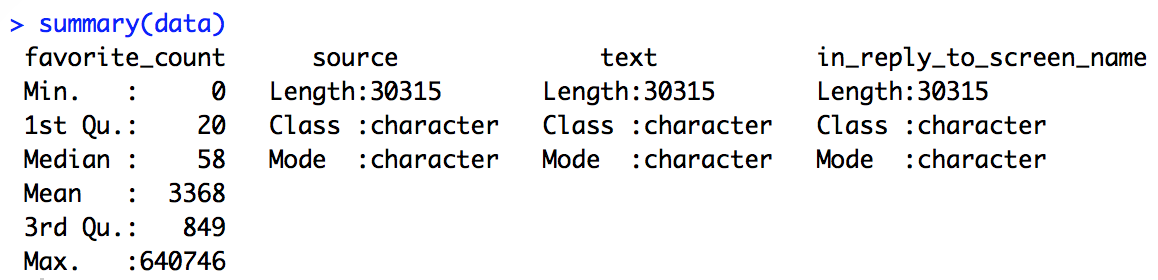 > summary(data)
 favorite_count      source              text           in_reply_to_screen_name
 Min.   :     0   Length:30315       Length:30315       Length:30315
 1st Qu.:    20   Class :character   Class :character   Class :character
 Median :    58   Mode  :character   Mode  :character   Mode  :character
 Mean   :  3368
 3rd Qu.:   849
 Max.   :640746